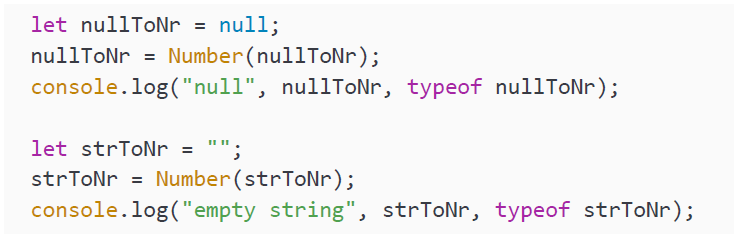 let nullToNr = null;
nullToNr = Number(nullToNr);
console.log("null", nullToNr, typeof nullToNr);
let strToNr = "";
strToNr = Number(strToNr);
console.log("empty string", strToNr, typeof strToNr);